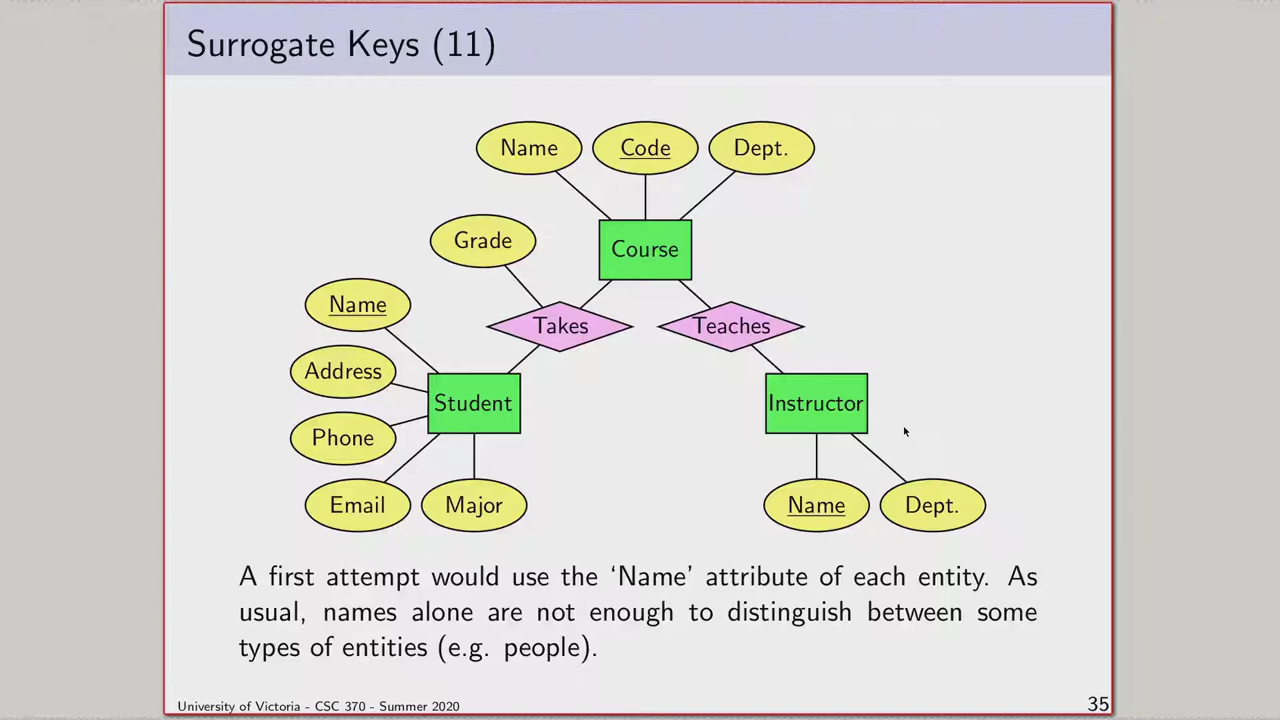 Surrogate Keys (11)
Name Code Dept.
Grade
Course
Name
Takes Teaches
Address
Student Instructor
Phone
Email Major Name Dept.
A first attempt would use the ‘Name’ attribute of each entity. As
usual, names alone are not enough to distinguish between some
types of entities (e.g. people).
University of Victoria - CSC 370 - Summer 2020
35